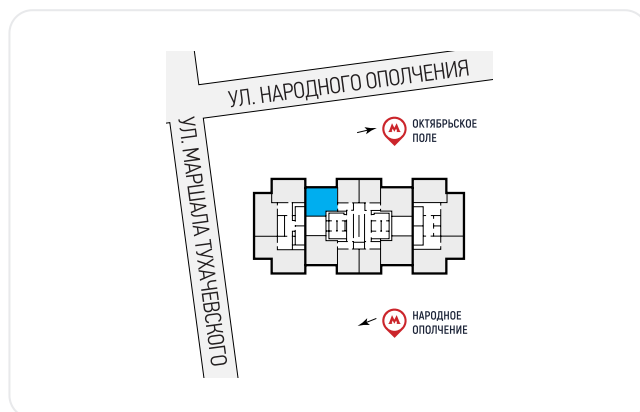 УЛ. НАРОДНОГО ОПОЛЧЕНИЯ
ОКТЯБРЬСКОЕ
ПОЛЕ
УЛ. МАРШАЛА ТУХАЧЕВСКОГО
НАРОДНОЕ
ОПОЛЧЕНИЕ